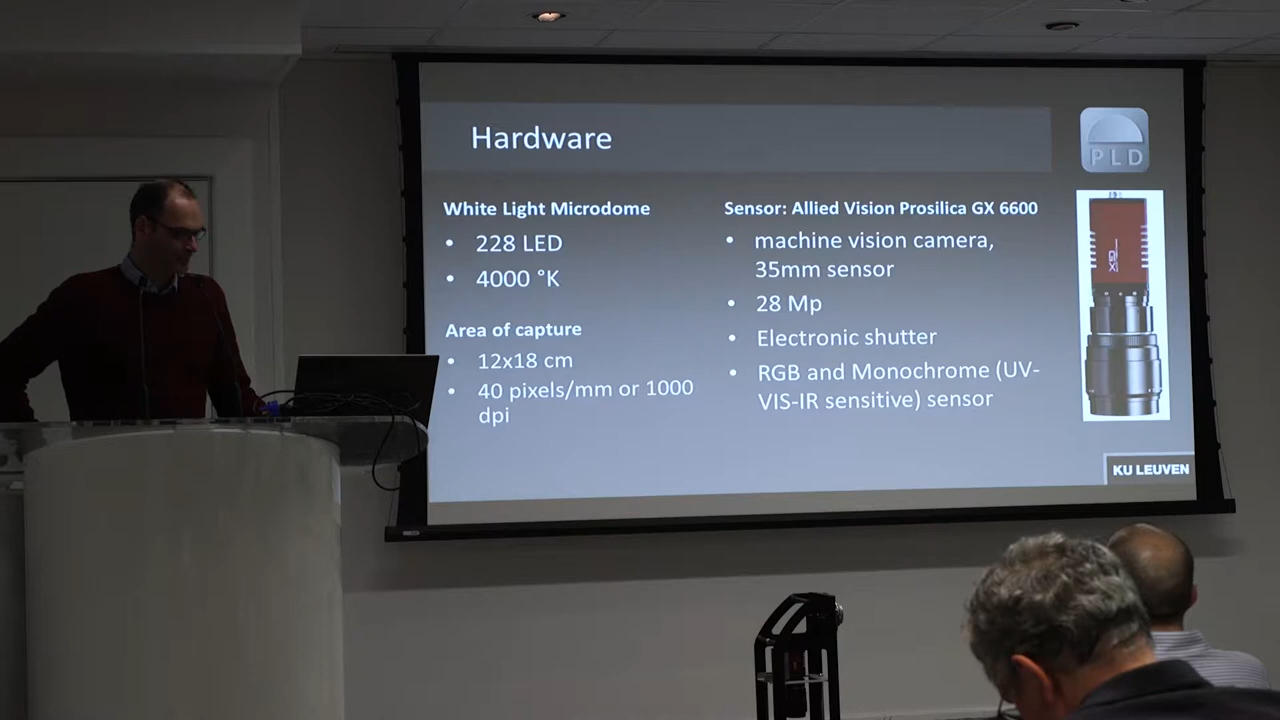 Hardware
PLD
White Light Microdome
• 228 LED
• 4000 °K
Area of capture
• 12x18 cm
• 40 pixels/mm or 1000
dpi
Sensor: Allied Vision Prosilica GX 6600
• machine vision camera,
35mm sensor
• 28 Mp
• Electronic shutter
• RGB and Monochrome (UV-
VIS-IR sensitive) sensor
GX
KU LEUVEN